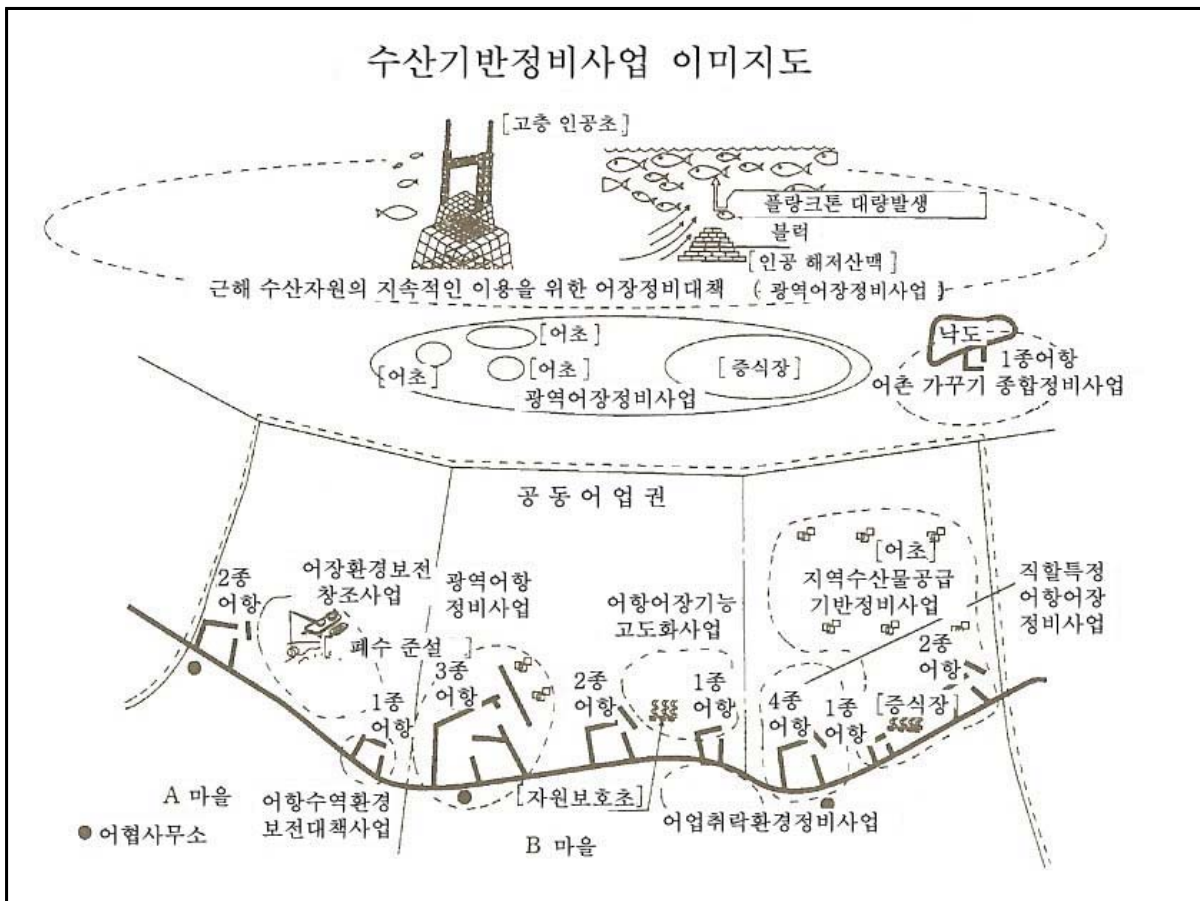 수산기반정비사업 이미지도
[고층 인공초]
플랑크톤 대량발생
블럭
[인공 해저산맥]
근해 수산자원의 지속적인 이용을 위한 어장정비대책 (광역어장정비사업)
[어초]
[어초]
[어초]
[증식장]
광역어장정비사업
낙도
1종어항
어촌 가꾸기 종합정비사업
공동어업권
2종
어항
어장환경보전
창조사업
폐수 준설 ]
광역어항
정비사업
어항어장기능
고도화사업
[어초]
지역수산물공급
기반정비사업
직할특정
어항어장
정비사업
1종
어항
3종
어항
2종
어항
1종
어항
4종
어항
1종
어항
[증식장]
2종
어항
A 마을
어협사무소
어항수역환경
보전대책사업
[자원보호초]
B 마을
어업취락환경정비사업